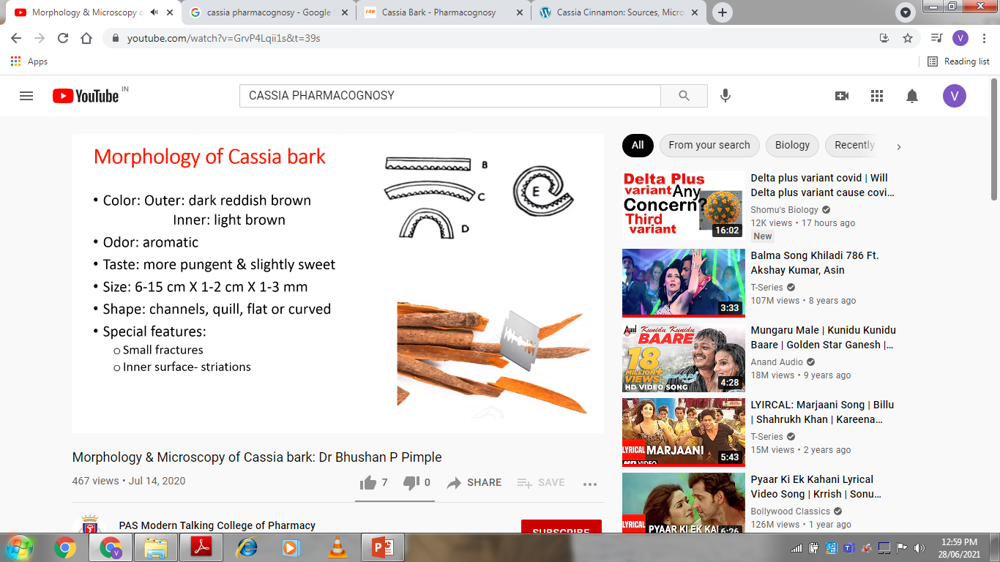 Morphology & Microscopy o
cassia pharmacognosy - Google S
180 Cassia Bark - Pharmacognosy
Cassia Cinnamon: Sources, Micro
youtube.com/watch?v=GrvP4Lqii1s&t=39s
V
Apps
Reading list
YouTube IN
CASSIA PHARMACOGNOSY
V
Morphology of Cassia bark
• Color: Outer: dark reddish brown
Inner: light brown
• Odor: aromatic
• Taste: more pungent & slightly sweet
• Size: 6-15 cm X 1-2 cm X 1-3 mm
• Shape: channels, quill, flat or curved
• Special features:
o Small fractures
o Inner surface- striations
B
C
D
E
Morphology & Microscopy of Cassia bark: Dr Bhushan P Pimple
467 views • Jul 14, 2020
7
0
SHARE
SAVE
PAS Modern Talking College of Pharmacy
SUBSCRIBE
All
From your search
Biology
Recently
Delta Plus
variant Any
Concern?
Third
variant
16:02
Delta plus variant covid | Will
Delta plus variant cause covi...
Shomu's Biology
12K views • 17 hours ago
New
3:33
Balma Song Khiladi 786 Ft.
Akshay Kumar, Asin
T-Series
107M views • 8 years ago
Anand Kunidu Kunidu
BAARE
18
MILLION+
VIEWS
HD VIDEO SONG
4:28
Mungaru Male | Kunidu Kunidu
Baare | Golden Star Ganesh |...
Anand Audio
18M views • 9 years ago
LYRICAL MARJAANI
HD VIDEO
5:43
LYIRCAL: Marjaani Song | Billu
| Shahrukh Khan | Kareena...
T-Series
15M views • 2 years ago
LYRICAL PYAAR KI EK KA
6:26
Pyaar Ki Ek Kahani Lyrical
Video Song | Krrish | Sonu...
Bollywood Classics
126M views • 1 year ago
12:59 PM
28/06/2021